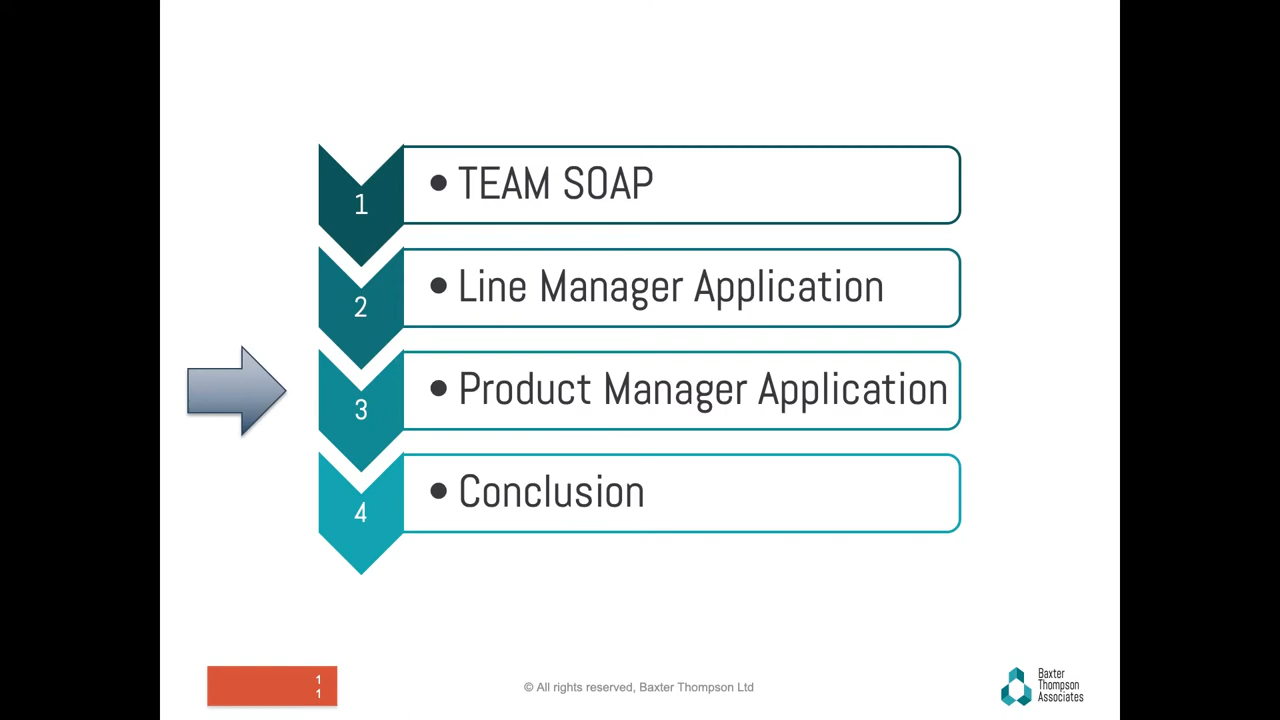 1
• TEAM SOAP
2
• Line Manager Application
3
• Product Manager Application
4
• Conclusion
1
1
© All rights reserved, Baxter Thompson Ltd
Baxter
Thompson
Associates